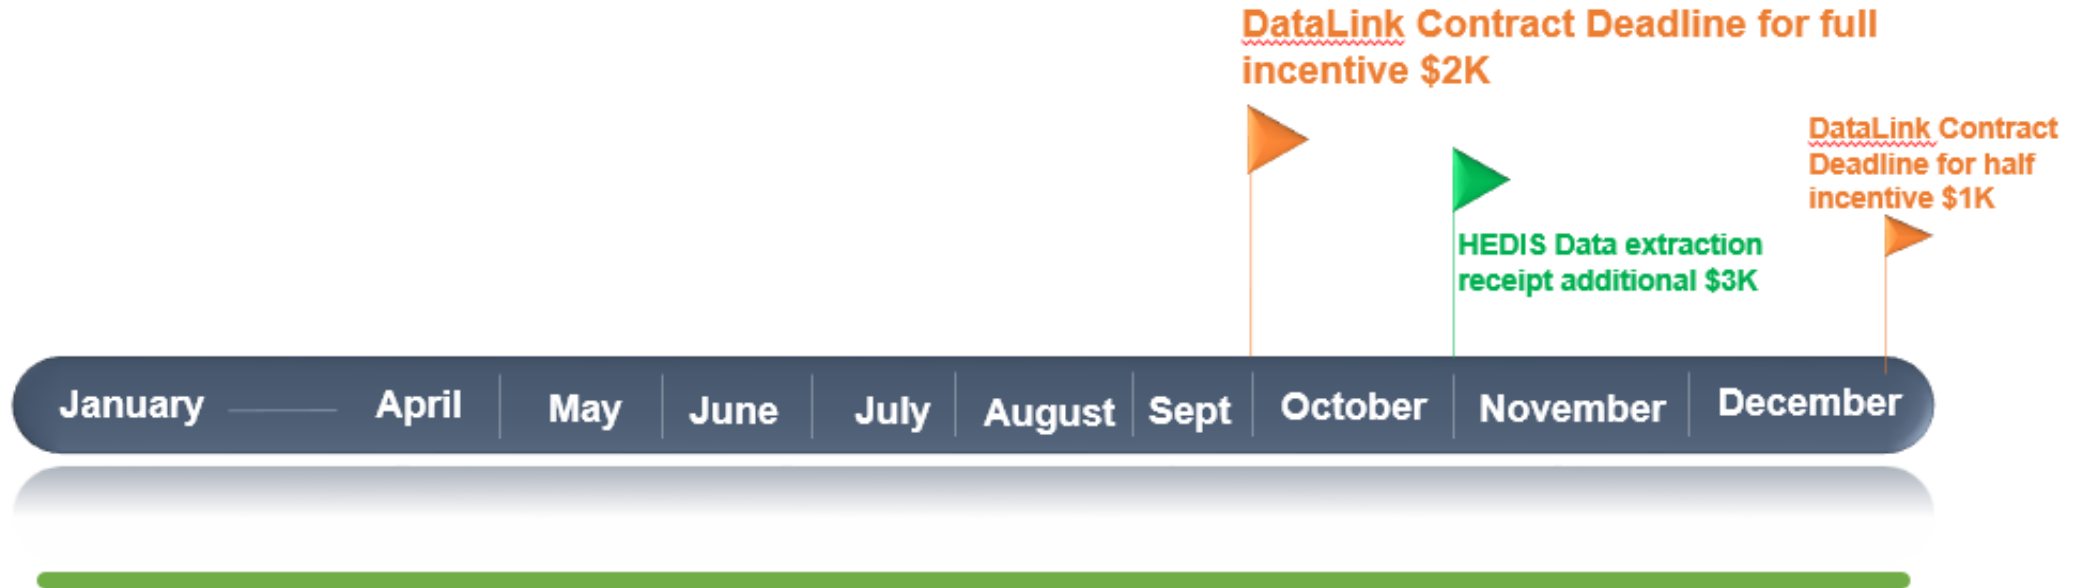 DataLink Contract Deadline for full
incentive $2K
DataLink Contract
Deadline for half
incentive $1K
HEDIS Data extraction
receipt additional $3K
January April May June July August Sept October November December